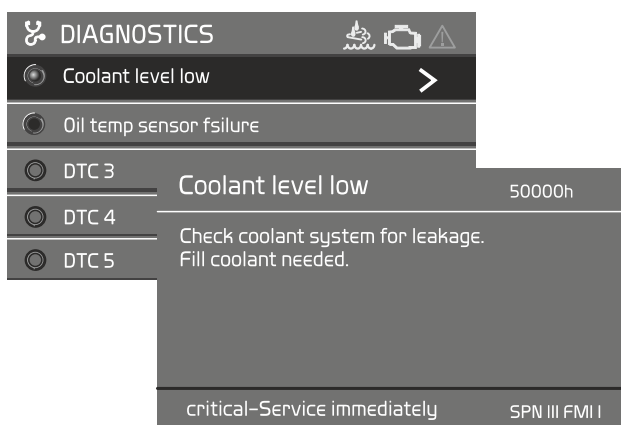 DIAGNOSTICS
Coolant level low
Oil temp sensor fsilure
DTC 3
DTC 4
DTC 5
Coolant level low 50000h
Check coolant system for leakage.
Fill coolant needed.
critical-Service immediately SPN III FMI I